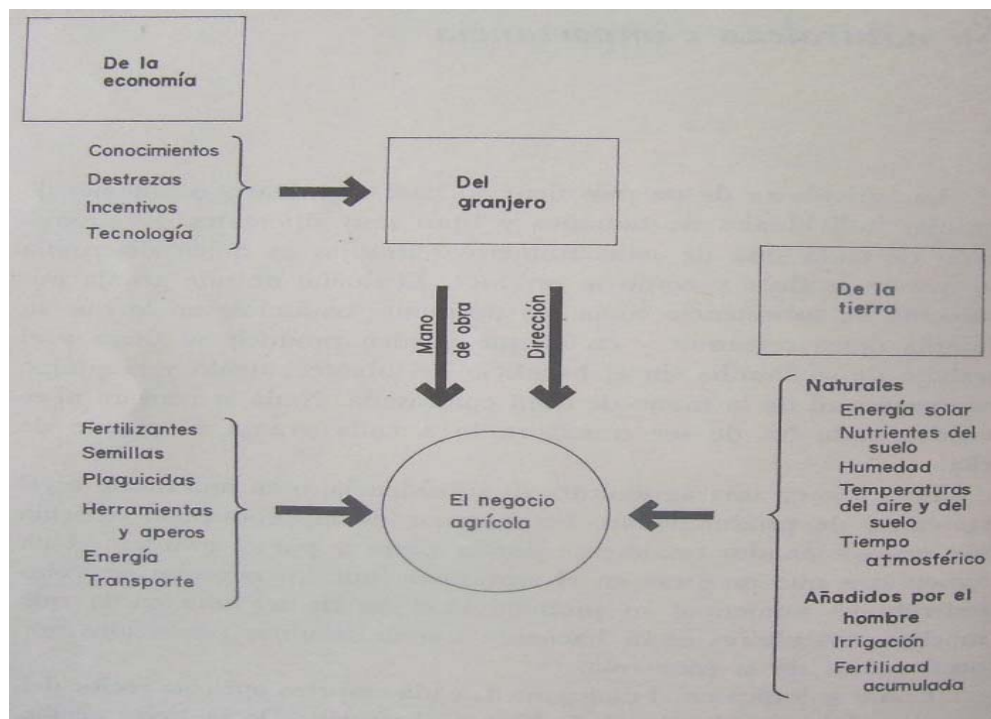 De la
economía
Conocimientos
Destrezas
Incentivos
Tecnología
Del
granjero
Mano
de obra
Dirección
De la
tierra
Fertilizantes
Semillas
Plaguicidas
Herramientas
y aperos
Energía
Transporte
El negocio
agrícola
Naturales
Energía solar
Nutrientes del
suelo
Humedad
Temperaturas
del aire y del
suelo
Tiempo
atmosférico
Añadidos por el
hombre
Irrigación
Fertilidad
acumulada